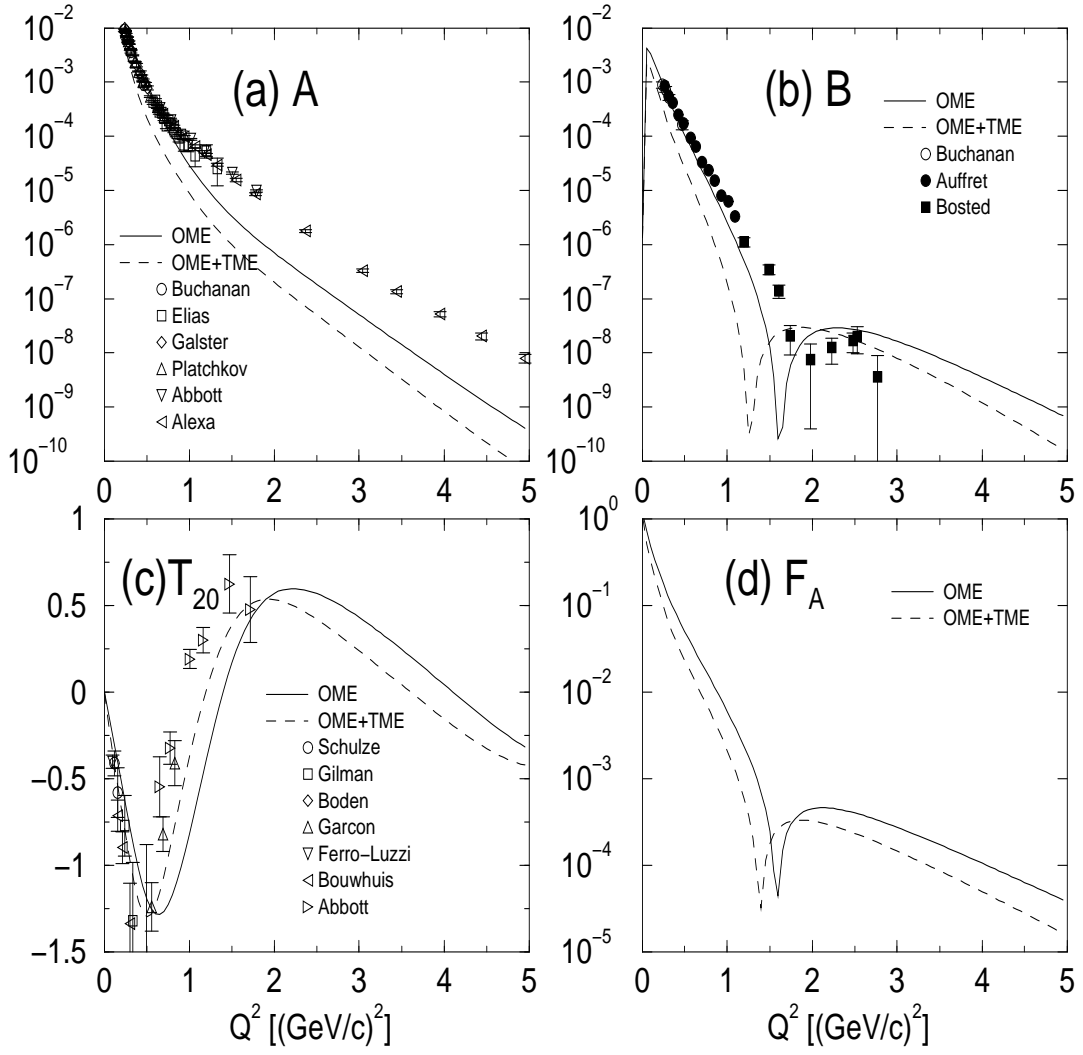 (a) A
10⁻²
10⁻³
10⁻⁴
10⁻⁵
10⁻⁶
10⁻⁷
10⁻⁸
10⁻⁹
10⁻¹⁰
OME
OME+TME
Buchanan
Elias
Galster
Platchkov
Abbott
Alexa
0 1 2 3 4 5
(b) B
10⁻²
10⁻³
10⁻⁴
10⁻⁵
10⁻⁶
10⁻⁷
10⁻⁸
10⁻⁹
10⁻¹⁰
OME
OME+TME
Buchanan
Auffret
Bosted
0 1 2 3 4 5
(c) T₂₀
1
0.5
0
−0.5
−1
−1.5
OME
OME+TME
Schulze
Gilman
Boden
Garcon
Ferro−Luzzi
Bouwhuis
Abbott
0 1 2 3 4 5
Q² [(GeV/c)²]
(d) F_A
10⁰
10⁻¹
10⁻²
10⁻³
10⁻⁴
10⁻⁵
OME
OME+TME
0 1 2 3 4 5
Q² [(GeV/c)²]